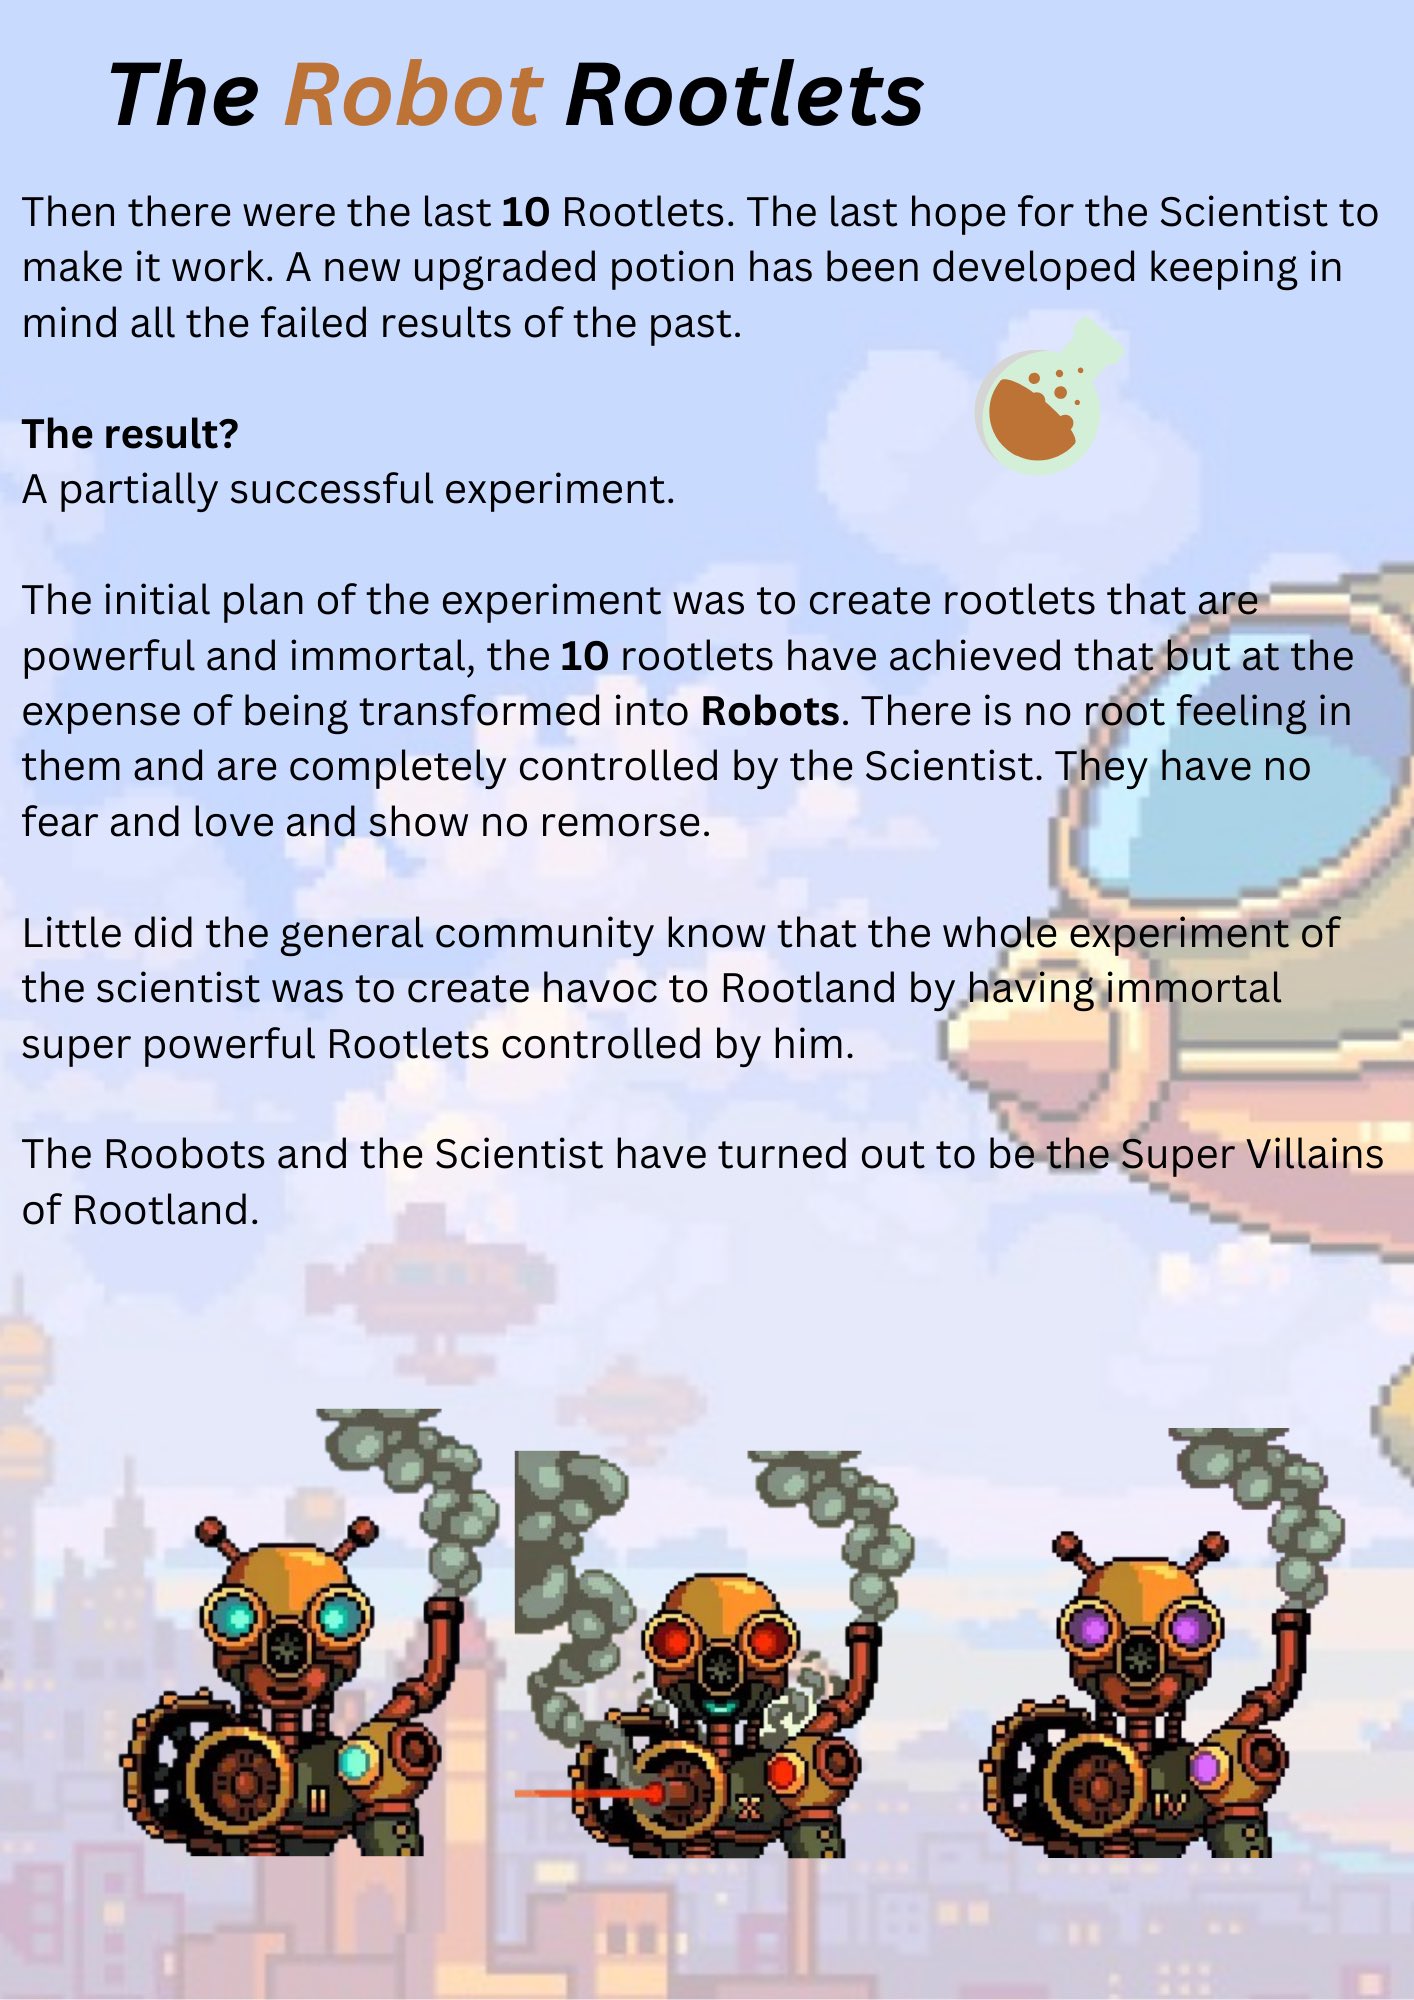 The Robot Rootlets
Then there were the last 10 Rootlets. The last hope for the Scientist to
make it work. A new upgraded potion has been developed keeping in
mind all the failed results of the past.
The result?
A partially successful experiment.
The initial plan of the experiment was to create rootlets that are
powerful and immortal, the 10 rootlets have achieved that but at the
expense of being transformed into Robots. There is no root feeling in
them and are completely controlled by the Scientist. They have no
fear and love and show no remorse.
Little did the general community know that the whole experiment of
the scientist was to create havoc to Rootland by having immortal
super powerful Rootlets controlled by him.
The Roobots and the Scientist have turned out to be the Super Villains
of Rootland.
II
X
IV